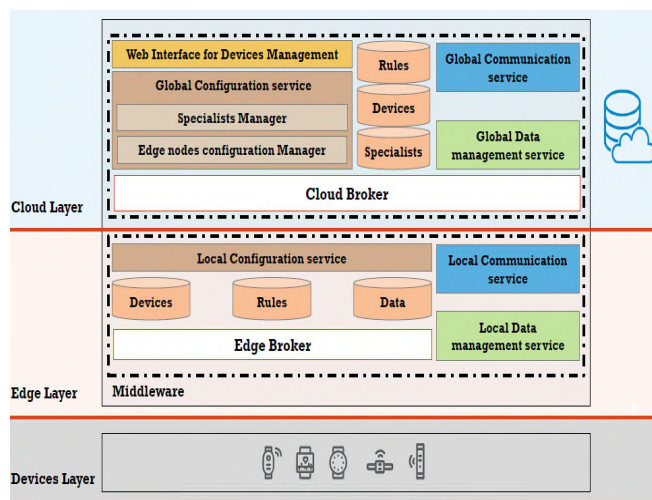 Web Interface for Devices Management
Global Configuration service
Specialists Manager
Edge nodes configuration Manager
Rules
Devices
Specialists
Global Communication
service
Global Data
management service
Cloud Broker
Cloud Layer
Local Configuration service
Devices
Rules
Data
Edge Broker
Local Communication
service
Local Data
management service
Edge Layer
Middleware
Devices Layer